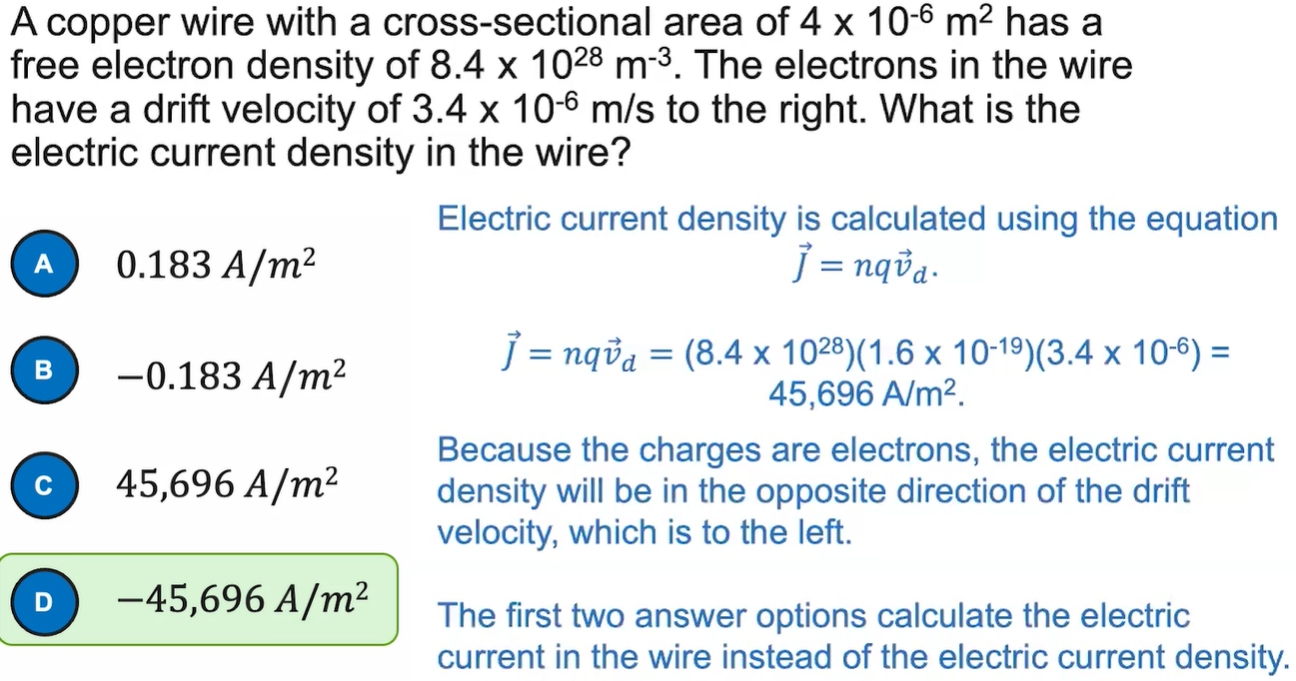 A copper wire with a cross-sectional area of 4 x 10⁻⁶ m² has a
free electron density of 8.4 x 10²⁸ m⁻³. The electrons in the wire
have a drift velocity of 3.4 x 10⁻⁶ m/s to the right. What is the
electric current density in the wire?
A 0.183 A/m²
B −0.183 A/m²
C 45,696 A/m²
D −45,696 A/m²
Electric current density is calculated using the equation
J⃗ = nqv⃗_d.
J⃗ = nqv⃗_d = (8.4 x 10²⁸)(1.6 x 10⁻¹⁹)(3.4 x 10⁻⁶) =
45,696 A/m².
Because the charges are electrons, the electric current
density will be in the opposite direction of the drift
velocity, which is to the left.
The first two answer options calculate the electric
current in the wire instead of the electric current density.